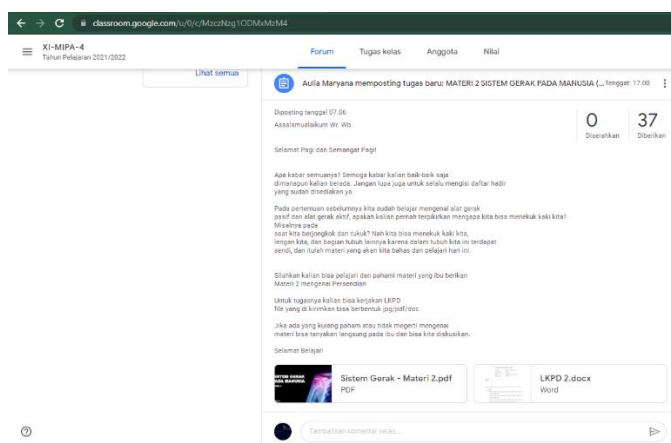 classroom.google.com/u/0/c/MzczNzg1ODMxMzM4
XI-MIPA-4
Tahun Pelajaran 2021/2022
Forum
Tugas kelas
Anggota
Nilai
Lihat semua
Aulia Maryana memposting tugas baru: MATERI 2 SISTEM GERAK PADA MANUSIA (... Tenggat: 17.00
Diposting tanggal 07.06
0
Diserahkan
37
Diberikan
Assalamualaikum Wr. Wb.
Selamat Pagi dan Semangat Pagi!
Apa kabar semuanya? Semoga kabar kalian baik-baik saja
dimanapun kalian berada. Jangan lupa juga untuk selalu mengisi daftar hadir
yang sudah disediakan ya.
Pada pertemuan sebelumnya kita sudah belajar mengenal alat gerak
pasif dan alat gerak aktif, apakah kalian pernah terpikirkan mengapa kita bisa menekuk kaki kita?
Misalnya pada
saat kita berjongkok dan rukuk? Nah kita bisa menekuk kaki kita,
lengan kita, dan bagian tubuh lainnya karena dalam tubuh kita ini terdapat
sendi, dan itulah materi yang akan kita bahas dan pelajari hari ini.
Silahkan kalian bisa pelajari dan pahami materi yang ibu berikan
Materi 2 mengenai Persendian
Untuk tugasnya kalian bisa kerjakan LKPD
file yang di kirimkan bisa berbentuk jpg/pdf/doc.
Jika ada yang kurang paham atau tidak megerti mengenai
materi bisa tanyakan langsung pada ibu dan bisa kita diskusikan.
Selamat Belajar!
SISTEM GERAK
PADA MANUSIA
Sistem Gerak - Materi 2.pdf
PDF
LKPD 2.docx
Word
Tambahkan komentar kelas...